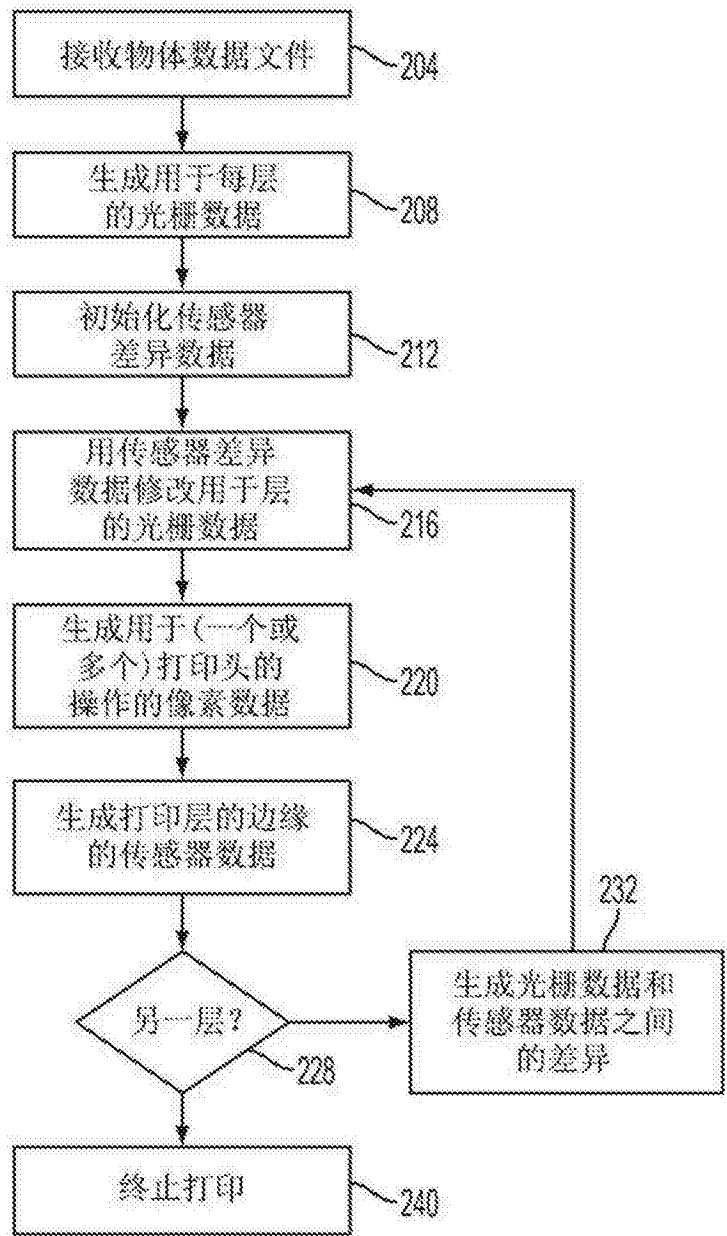 接收物体数据文件
204
生成用于每层
的光栅数据
208
初始化传感器
差异数据
212
用传感器差异
数据修改用于层
的光栅数据
216
生成用于(一个或
多个)打印头的
操作的像素数据
220
生成打印层的边缘
的传感器数据
224
另一层?
228
232
生成光栅数据和
传感器数据之间
的差异
终止打印
240